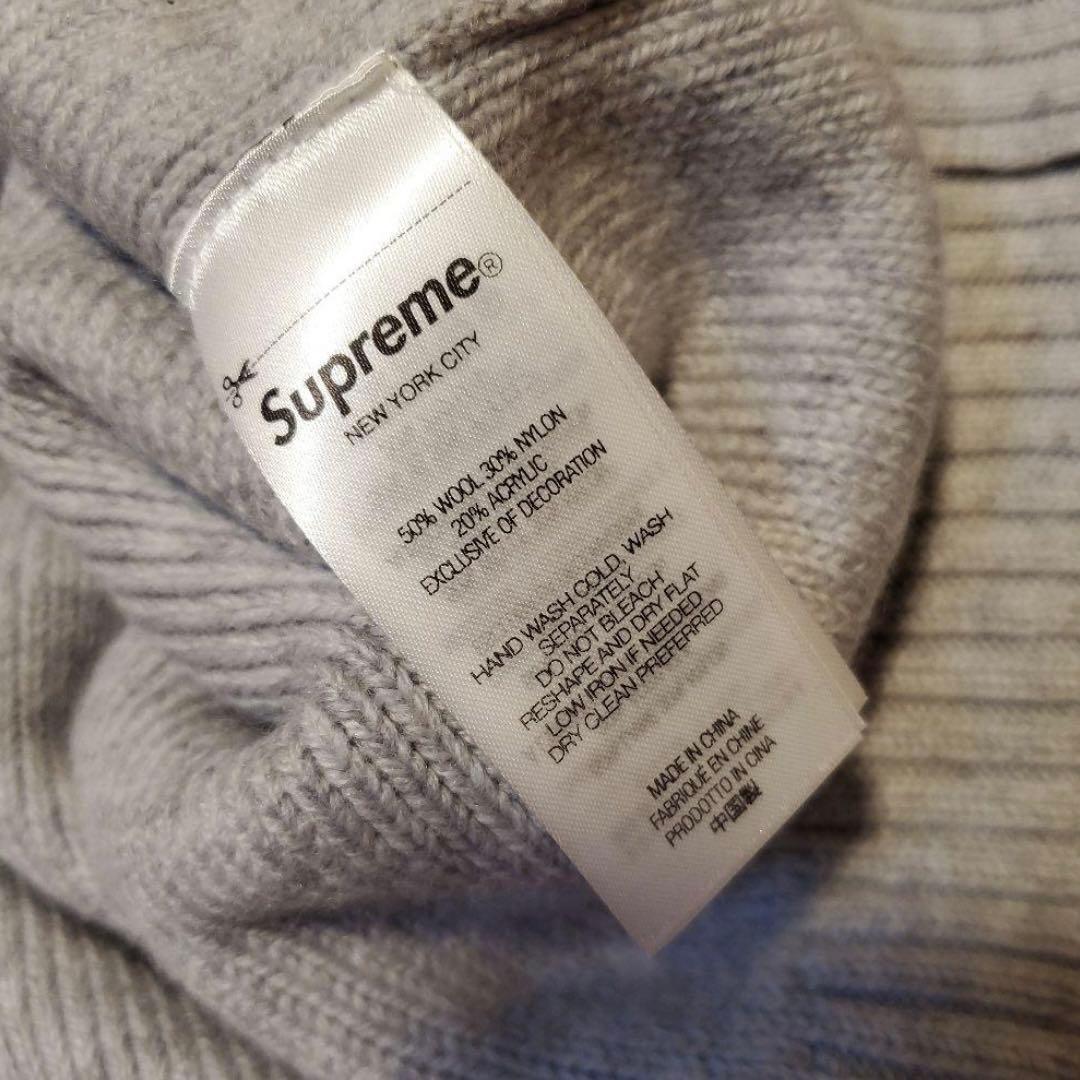 Supreme®
NEW YORK CITY
50% WOOL 30% NYLON
20% ACRYLIC
EXCLUSIVE OF DECORATION
HAND WASH COLD, WASH
SEPARATELY
DO NOT BLEACH
RESHAPE AND DRY FLAT
LOW IRON IF NEEDED
DRY CLEAN PREFERRED
MADE IN CHINA
FABRIQUÉ EN CHINE
PRODOTTO IN CINA
中国製